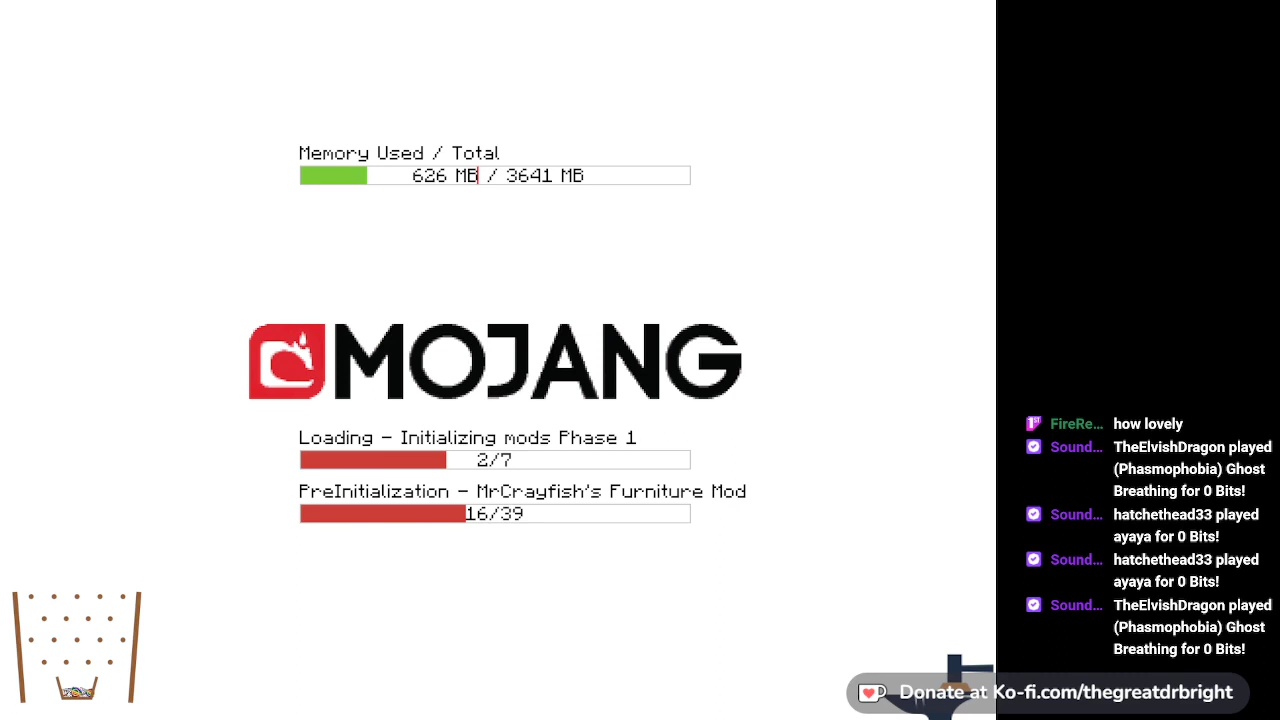 Memory Used / Total
626 MB / 3641 MB
MOJANG
Loading - Initializing mods Phase 1
2/7
PreInitialization - MrCrayfish's Furniture Mod
16/39
FireRe... how lovely
Sound... TheElvishDragon played
(Phasmophobia) Ghost
Breathing for 0 Bits!
Sound... hatchethead33 played
ayaya for 0 Bits!
Sound... hatchethead33 played
ayaya for 0 Bits!
Sound... TheElvishDragon played
(Phasmophobia) Ghost
Breathing for 0 Bits!
Donate at Ko-fi.com/thegreatdrbright